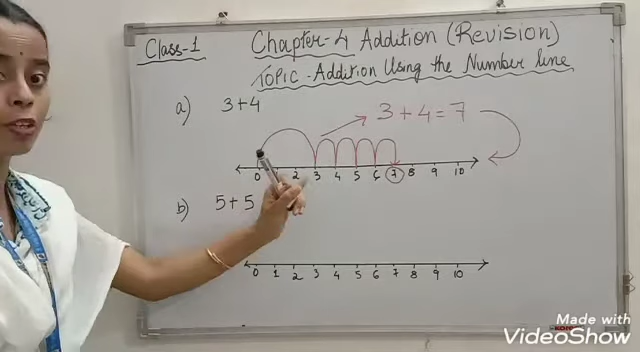 Class-1
Chapter-4 Addition (Revision)
Topic - Addition Using the Number line
a) 3+4
3+4=7
0 2 3 4 5 6 7 8 9 10
b) 5+5
0 1 2 3 4 5 6 7 8 9 10
Made with
VideoShow